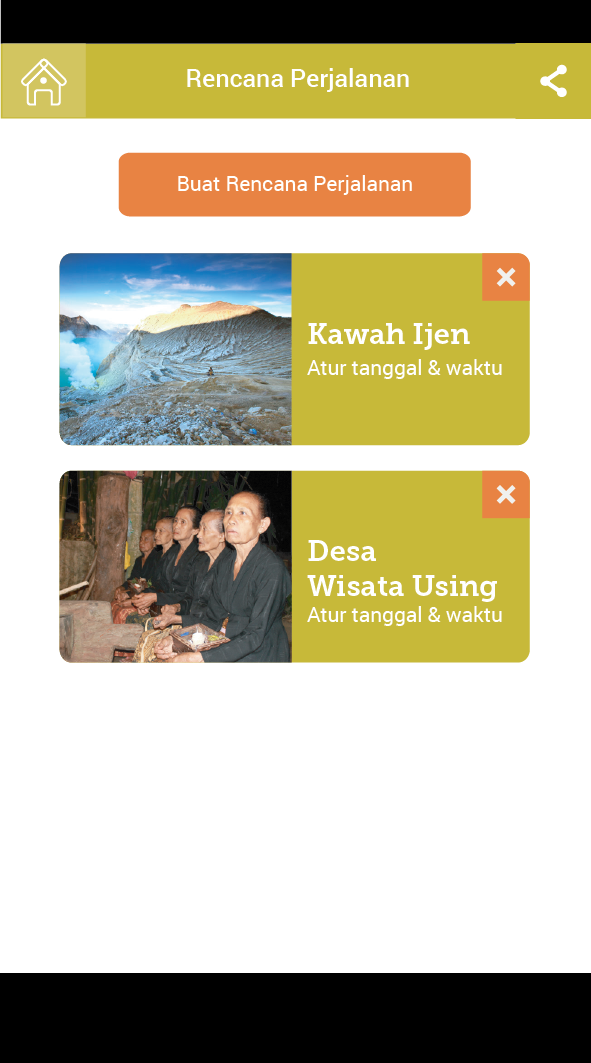 Rencana Perjalanan
Buat Rencana Perjalanan
Kawah Ijen
Atur tanggal & waktu
Desa
Wisata Using
Atur tanggal & waktu